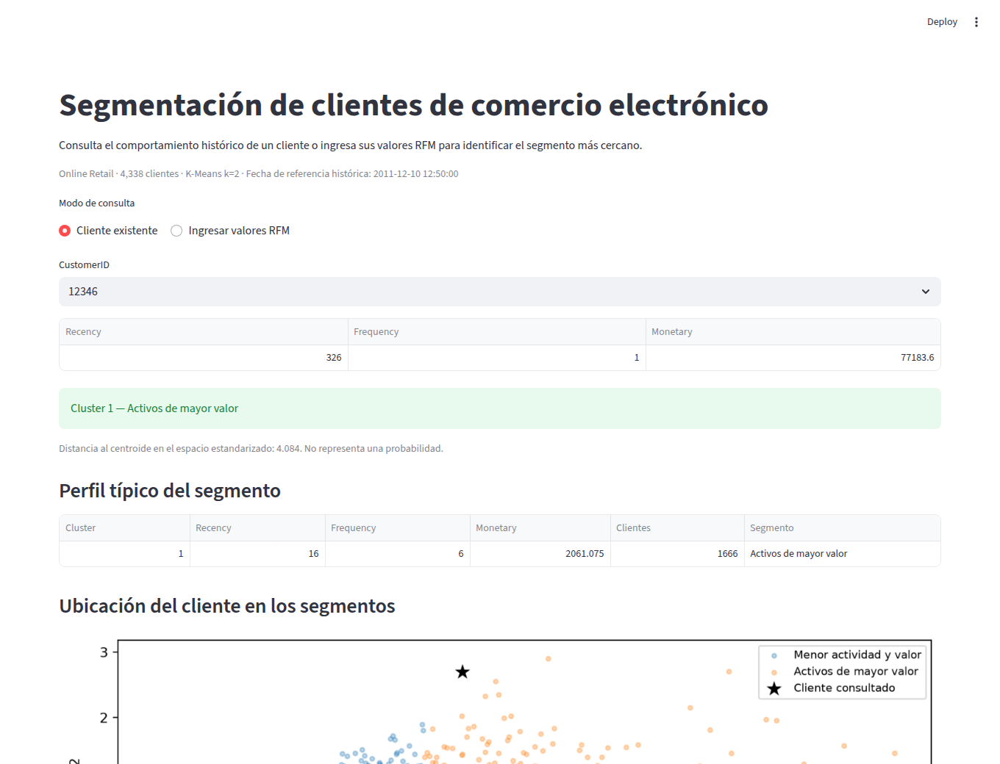 Deploy
Segmentación de clientes de comercio electrónico
Consulta el comportamiento histórico de un cliente o ingresa sus valores RFM para identificar el segmento más cercano.
Online Retail · 4,338 clientes · K-Means k=2 · Fecha de referencia histórica: 2011-12-10 12:50:00
Modo de consulta
Cliente existente Ingresar valores RFM
CustomerID
12346
Recency Frequency Monetary
326 1 77183.6
Cluster 1 — Activos de mayor valor
Distancia al centroide en el espacio estandarizado: 4.084. No representa una probabilidad.
Perfil típico del segmento
Cluster Recency Frequency Monetary Clientes Segmento
1 16 6 2061.075 1666 Activos de mayor valor
Ubicación del cliente en los segmentos
3
Menor actividad y valor
Activos de mayor valor
Cliente consultado
2